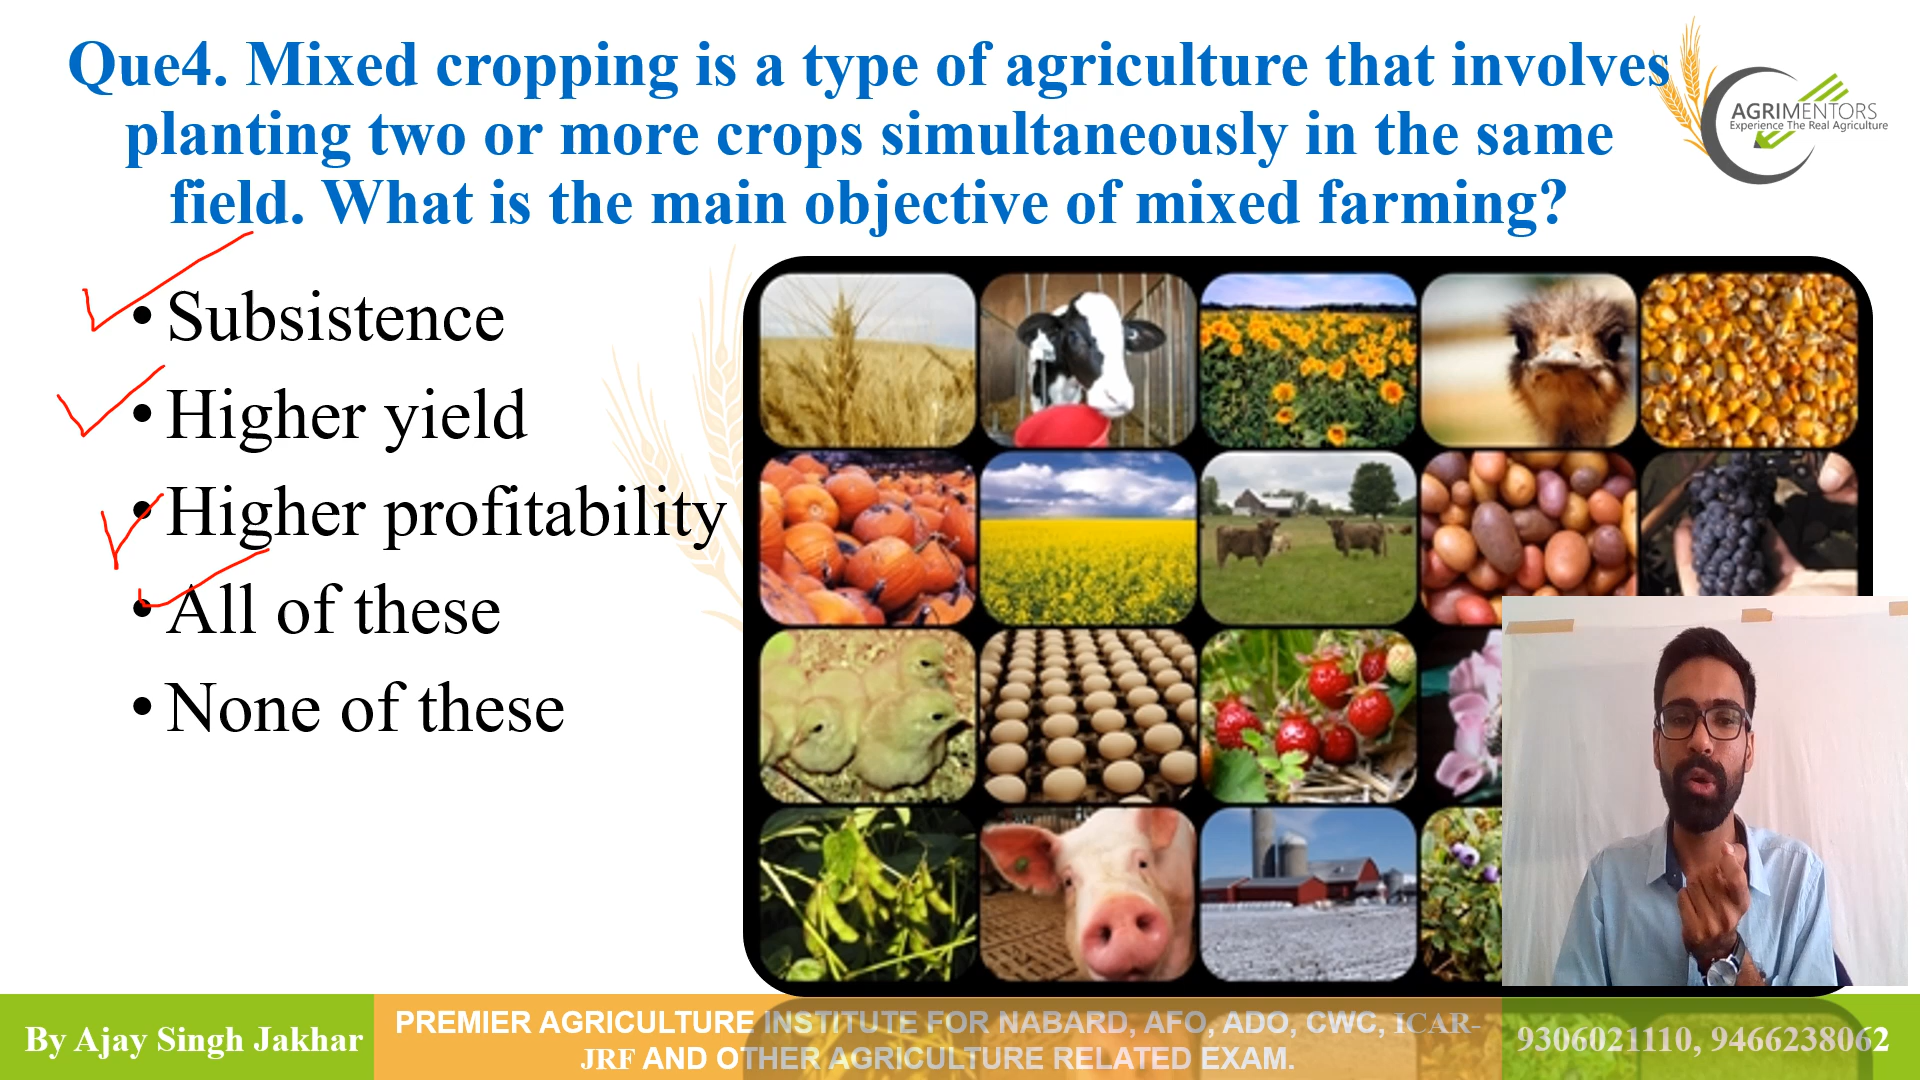 Que4. Mixed cropping is a type of agriculture that involves
planting two or more crops simultaneously in the same
field. What is the main objective of mixed farming?
AGRIMENTORS
Experience The Real Agriculture
• Subsistence
• Higher yield
• Higher profitability
• All of these
• None of these
By Ajay Singh Jakhar
PREMIER AGRICULTURE INSTITUTE FOR NABARD, AFO, ADO, CWC, ICAR-
JRF AND OTHER AGRICULTURE RELATED EXAM.
9306021110, 9466238062